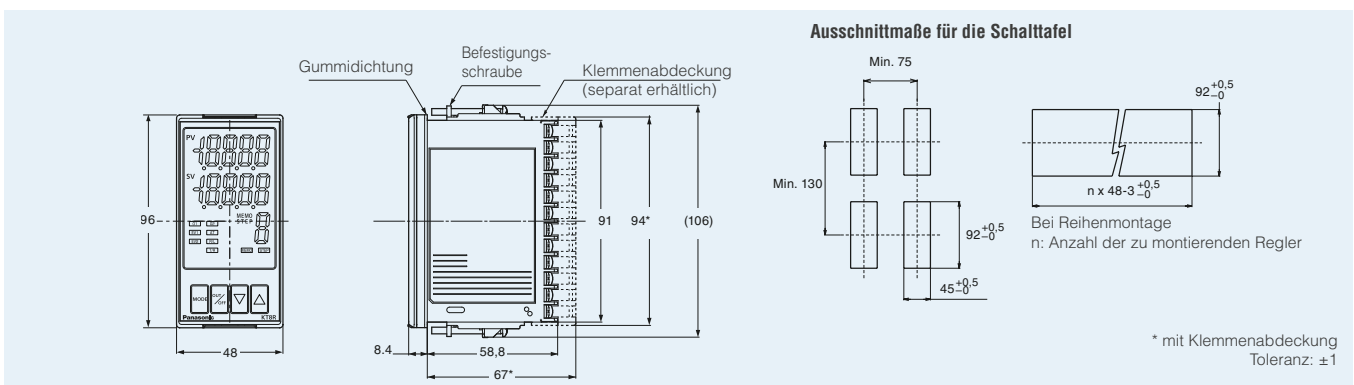 Ausschnittmaße für die Schalttafel
Gummidichtung
Befestigungs-
schraube
Klemmenabdeckung
(separat erhältlich)
Min. 75
92 +0,5 –0
PV
SV
MEMO
STEP
96
91
94*
(106)
Min. 130
92 +0,5 –0
n x 48-3 +0,5 –0
Bei Reihenmontage
n: Anzahl der zu montierenden Regler
45 +0,5 –0
MODE
OUT/OFF
Panasonic
KT8R
48
8.4
58,8
67*
* mit Klemmenabdeckung
Toleranz: ±1